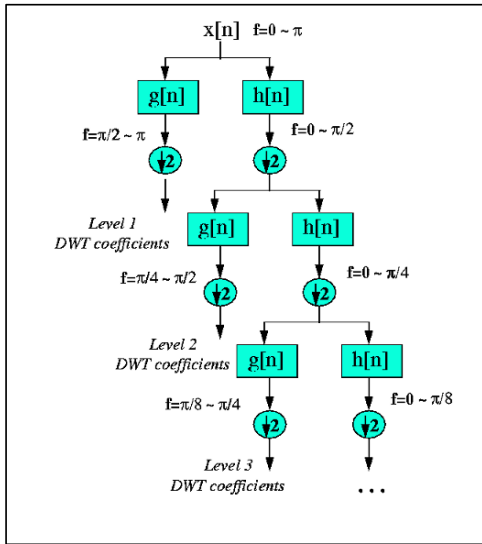 x[n] f=0 ~ π
g[n] h[n]
f=π/2 ~ π f=0 ~ π/2
↓2 ↓2
Level 1
DWT coefficients
g[n] h[n]
f=π/4 ~ π/2 f=0 ~ π/4
↓2 ↓2
Level 2
DWT coefficients
g[n] h[n]
f=π/8 ~ π/4 f=0 ~ π/8
↓2 ↓2
Level 3
DWT coefficients
...